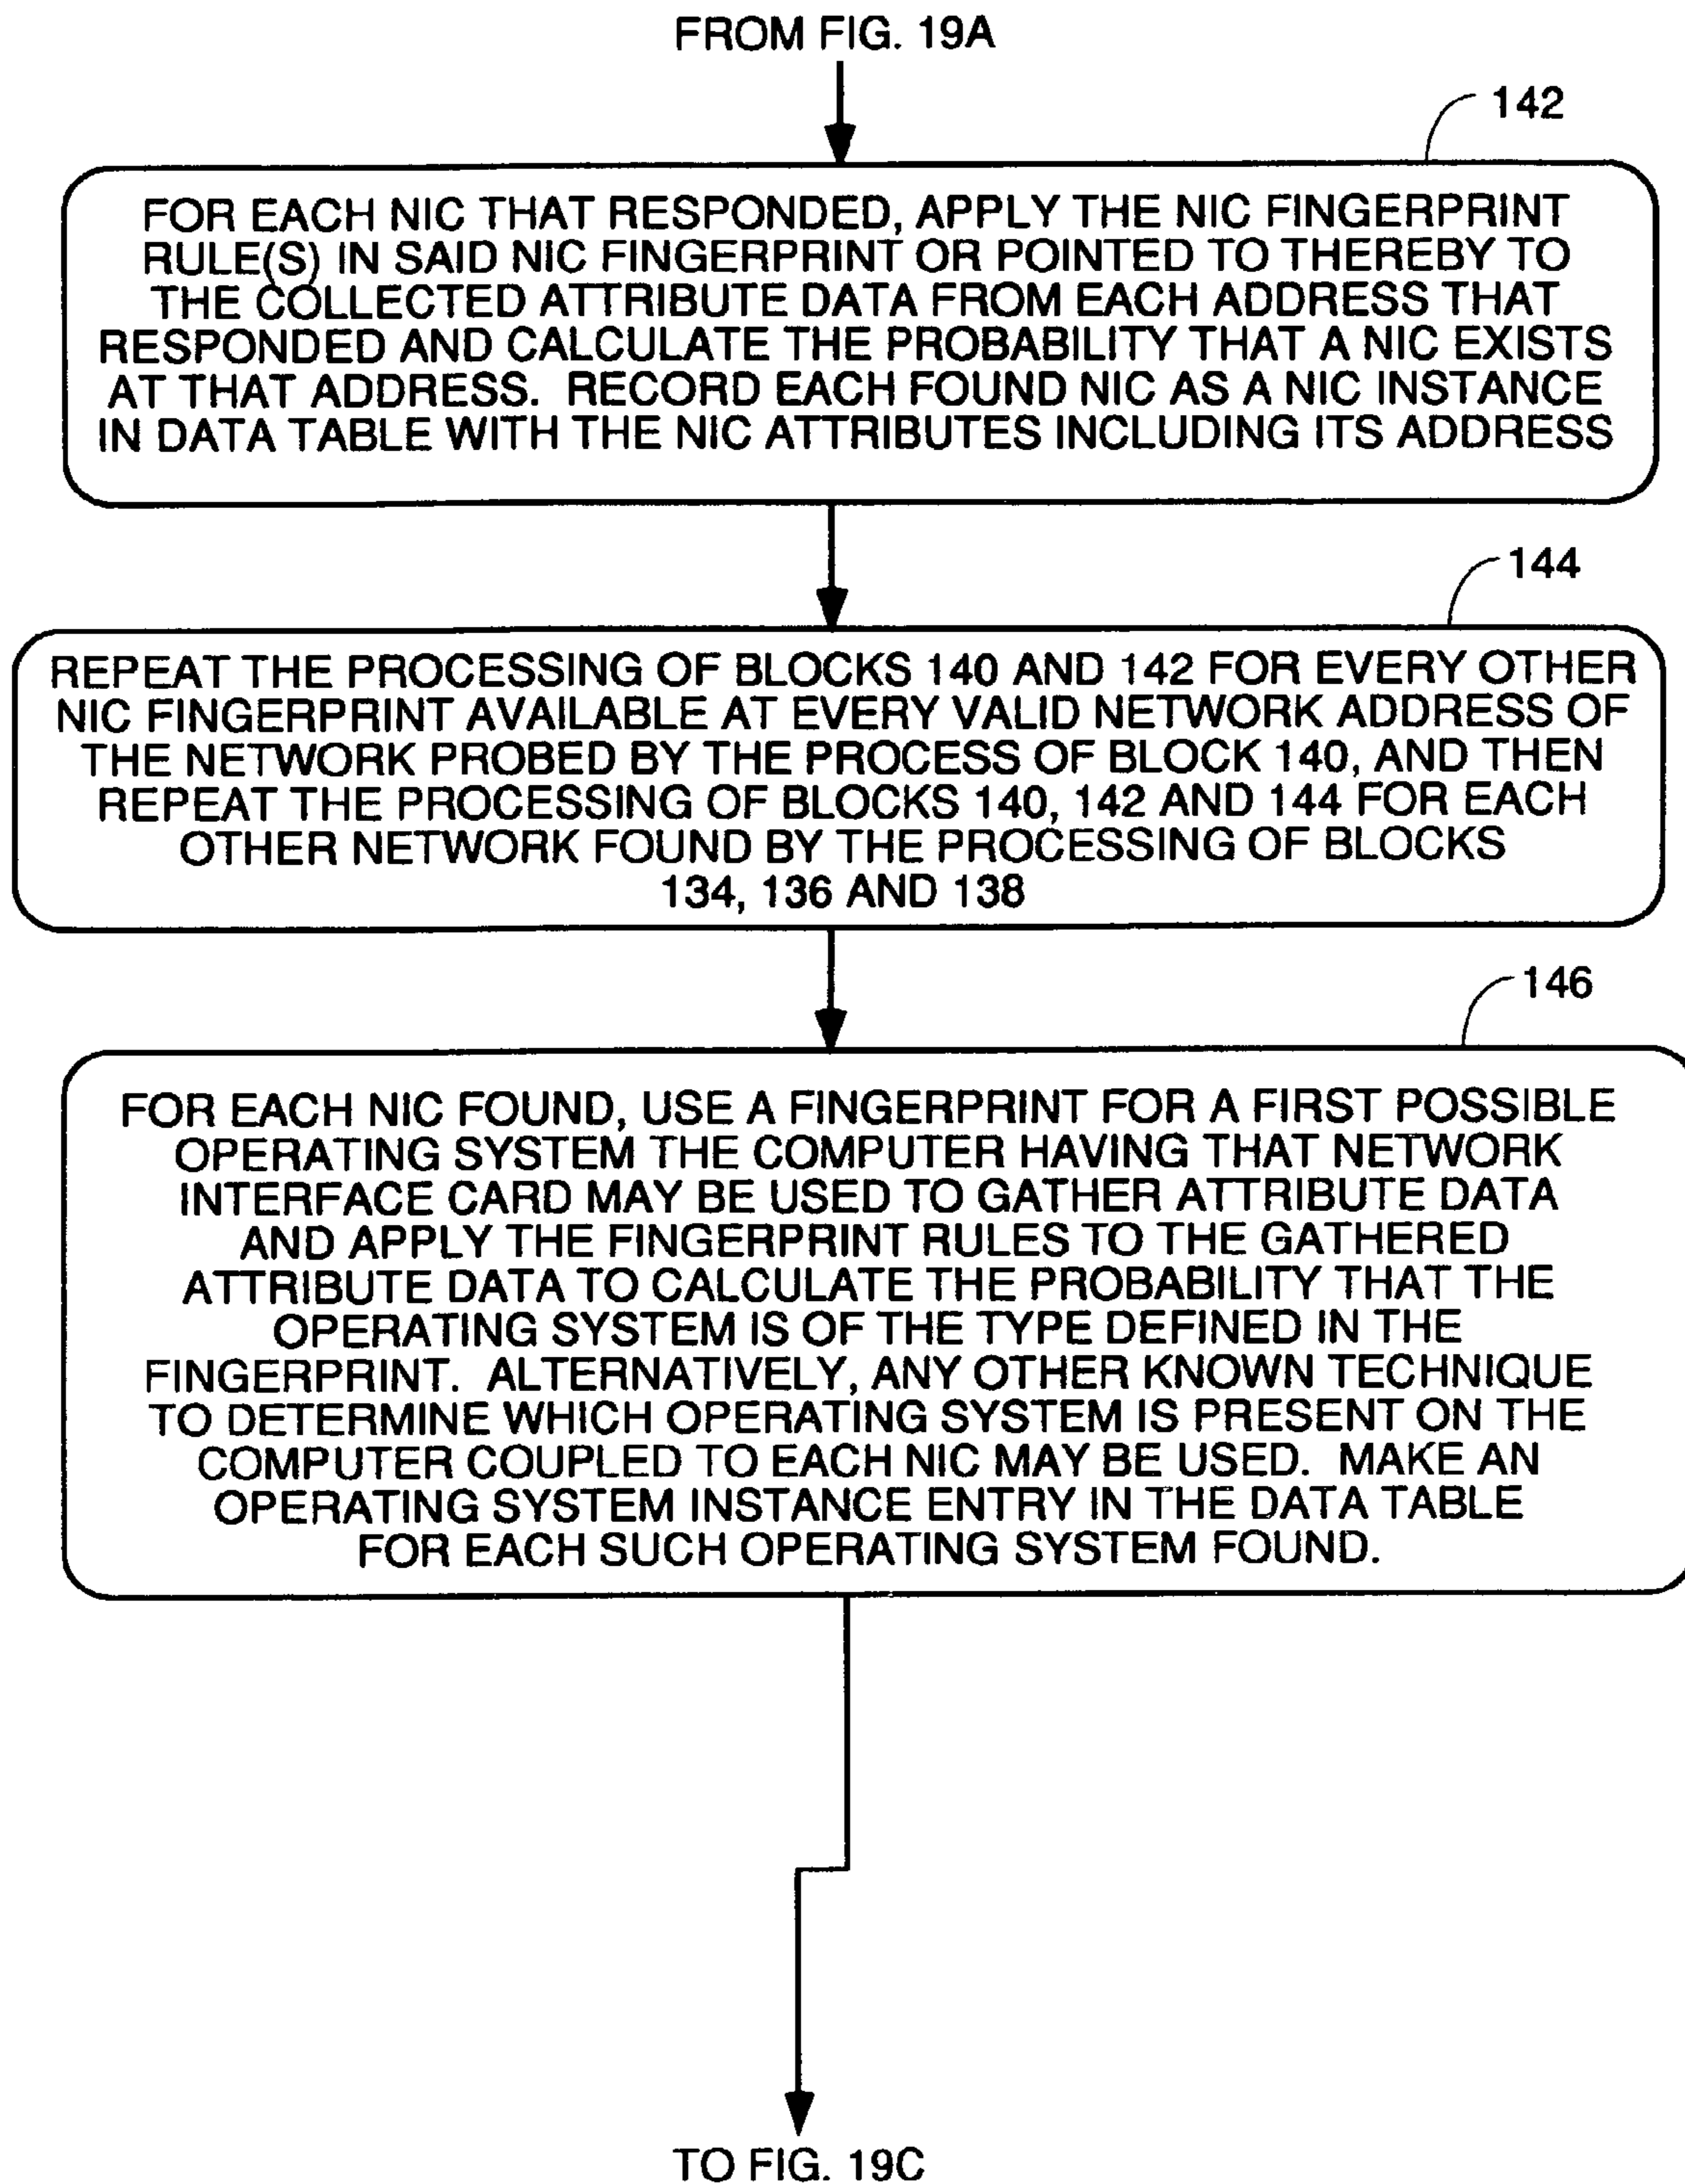 FROM FIG. 19A
142
FOR EACH NIC THAT RESPONDED, APPLY THE NIC FINGERPRINT
RULE(S) IN SAID NIC FINGERPRINT OR POINTED TO THEREBY TO
THE COLLECTED ATTRIBUTE DATA FROM EACH ADDRESS THAT
RESPONDED AND CALCULATE THE PROBABILITY THAT A NIC EXISTS
AT THAT ADDRESS. RECORD EACH FOUND NIC AS A NIC INSTANCE
IN DATA TABLE WITH THE NIC ATTRIBUTES INCLUDING ITS ADDRESS
144
REPEAT THE PROCESSING OF BLOCKS 140 AND 142 FOR EVERY OTHER
NIC FINGERPRINT AVAILABLE AT EVERY VALID NETWORK ADDRESS OF
THE NETWORK PROBED BY THE PROCESS OF BLOCK 140, AND THEN
REPEAT THE PROCESSING OF BLOCKS 140, 142 AND 144 FOR EACH
OTHER NETWORK FOUND BY THE PROCESSING OF BLOCKS
134, 136 AND 138
146
FOR EACH NIC FOUND, USE A FINGERPRINT FOR A FIRST POSSIBLE
OPERATING SYSTEM THE COMPUTER HAVING THAT NETWORK
INTERFACE CARD MAY BE USED TO GATHER ATTRIBUTE DATA
AND APPLY THE FINGERPRINT RULES TO THE GATHERED
ATTRIBUTE DATA TO CALCULATE THE PROBABILITY THAT THE
OPERATING SYSTEM IS OF THE TYPE DEFINED IN THE
FINGERPRINT. ALTERNATIVELY, ANY OTHER KNOWN TECHNIQUE
TO DETERMINE WHICH OPERATING SYSTEM IS PRESENT ON THE
COMPUTER COUPLED TO EACH NIC MAY BE USED. MAKE AN
OPERATING SYSTEM INSTANCE ENTRY IN THE DATA TABLE
FOR EACH SUCH OPERATING SYSTEM FOUND.
TO FIG. 19C